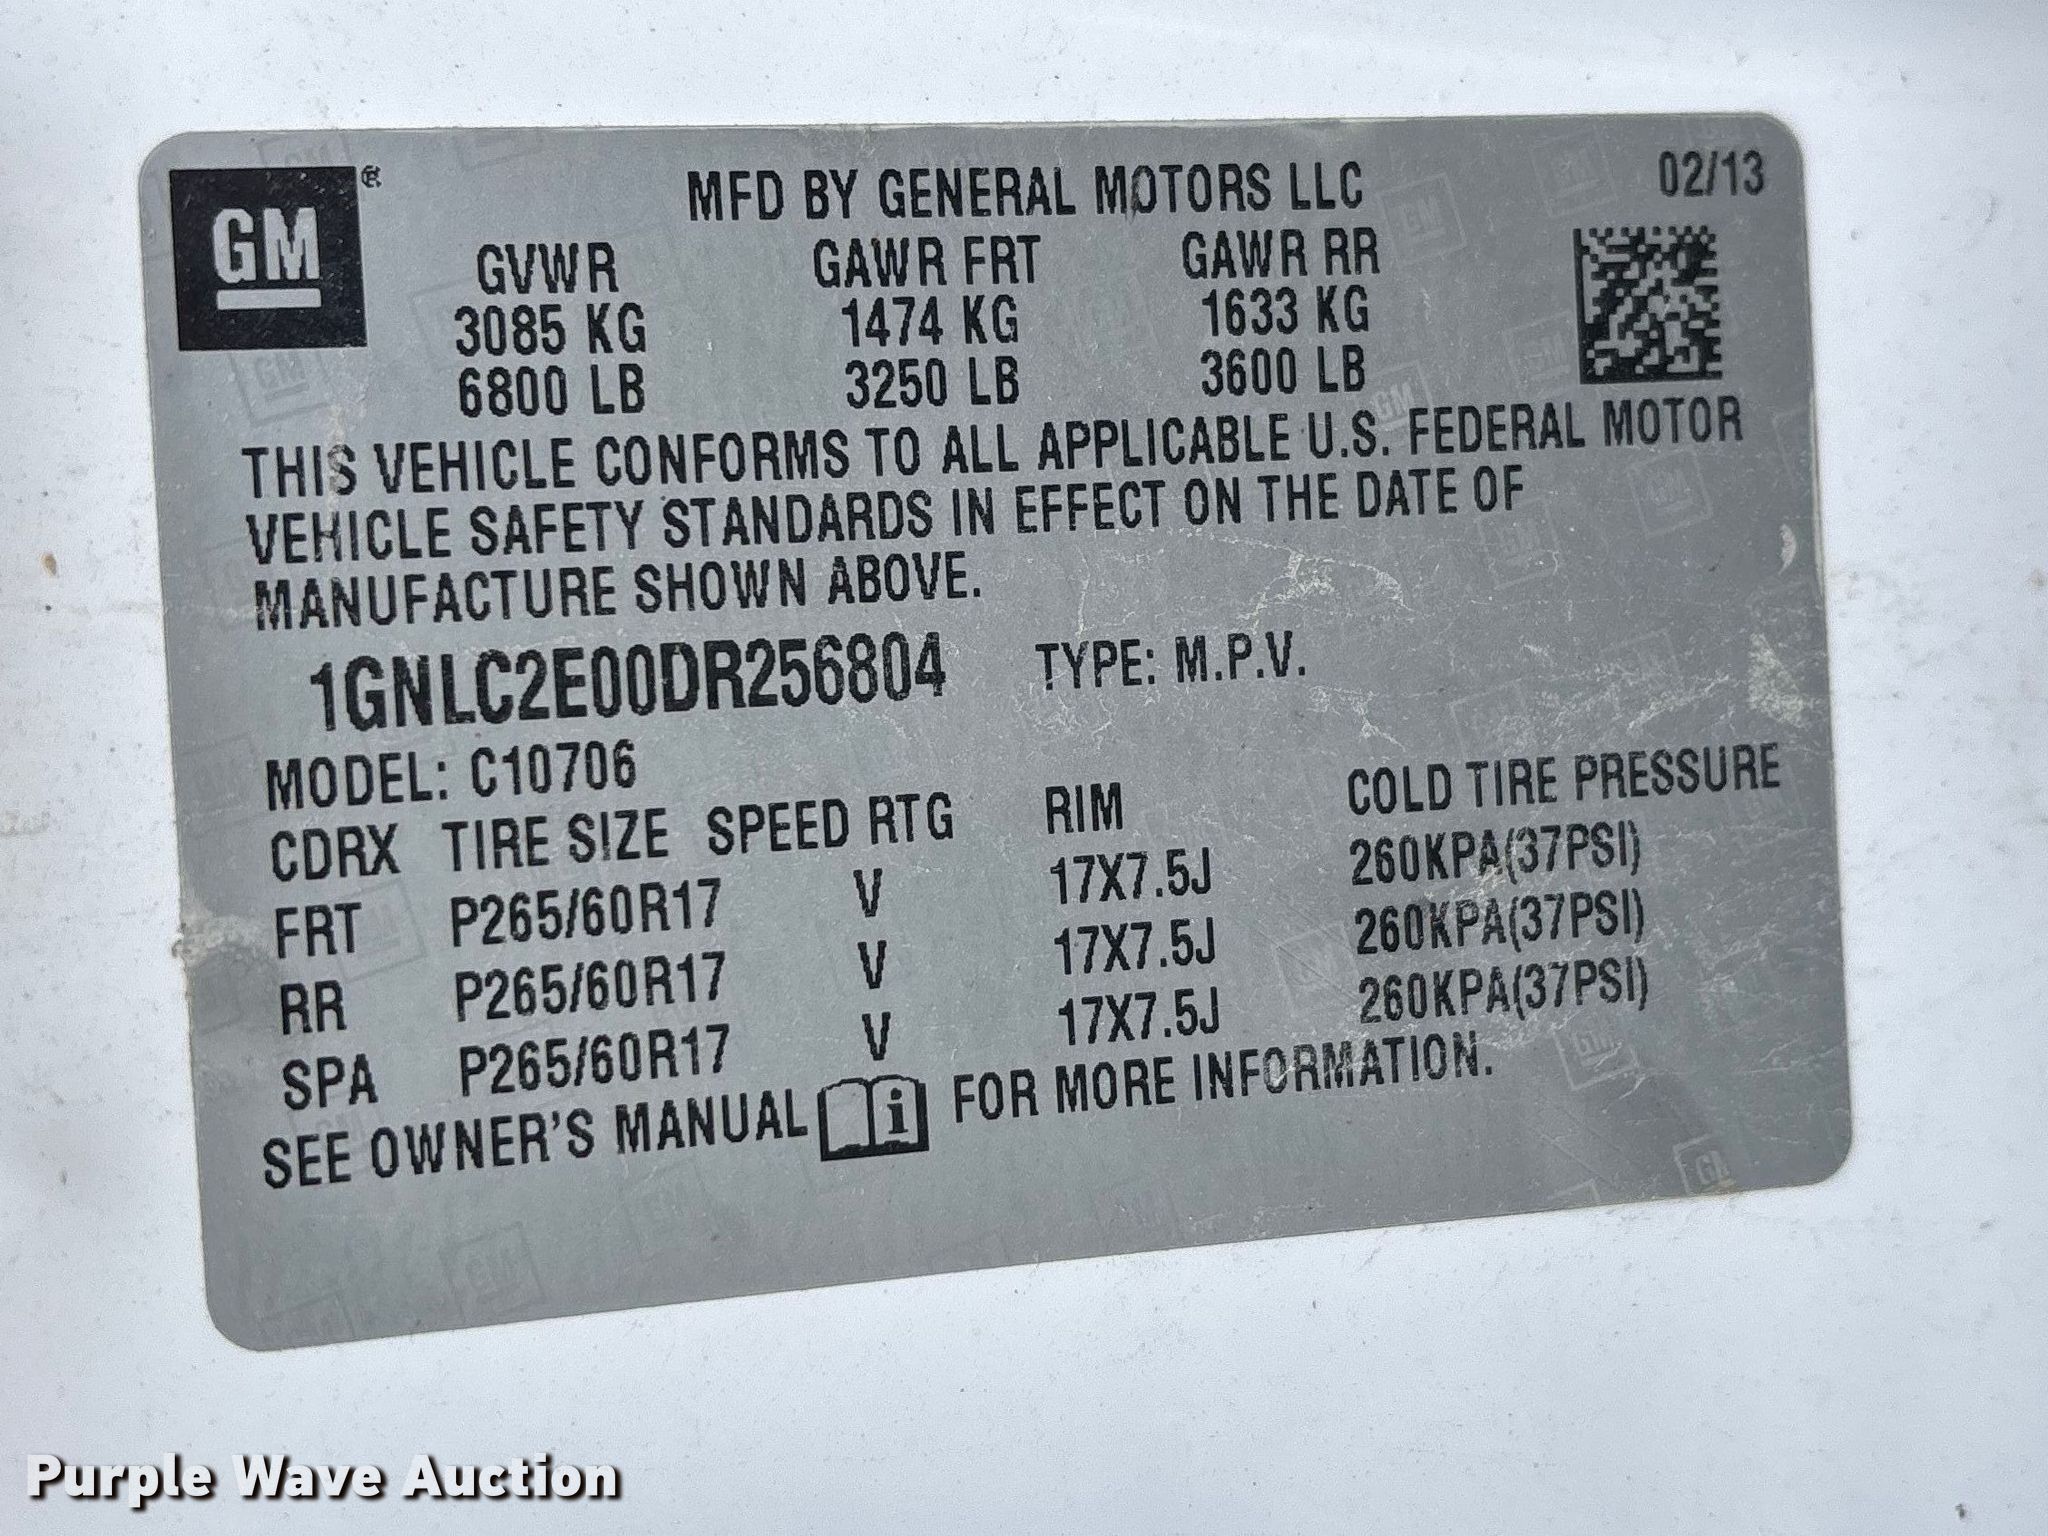 GM ®
MFD BY GENERAL MOTORS LLC 02/13
GVWR GAWR FRT GAWR RR
3085 KG 1474 KG 1633 KG
6800 LB 3250 LB 3600 LB
THIS VEHICLE CONFORMS TO ALL APPLICABLE U.S. FEDERAL MOTOR
VEHICLE SAFETY STANDARDS IN EFFECT ON THE DATE OF
MANUFACTURE SHOWN ABOVE.
1GNLC2E00DR256804 TYPE: M.P.V.
MODEL: C10706
CDRX TIRE SIZE SPEED RTG RIM COLD TIRE PRESSURE
FRT P265/60R17 V 17X7.5J 260KPA(37PSI)
RR P265/60R17 V 17X7.5J 260KPA(37PSI)
SPA P265/60R17 V 17X7.5J 260KPA(37PSI)
SEE OWNER'S MANUAL i FOR MORE INFORMATION.
Purple Wave Auction